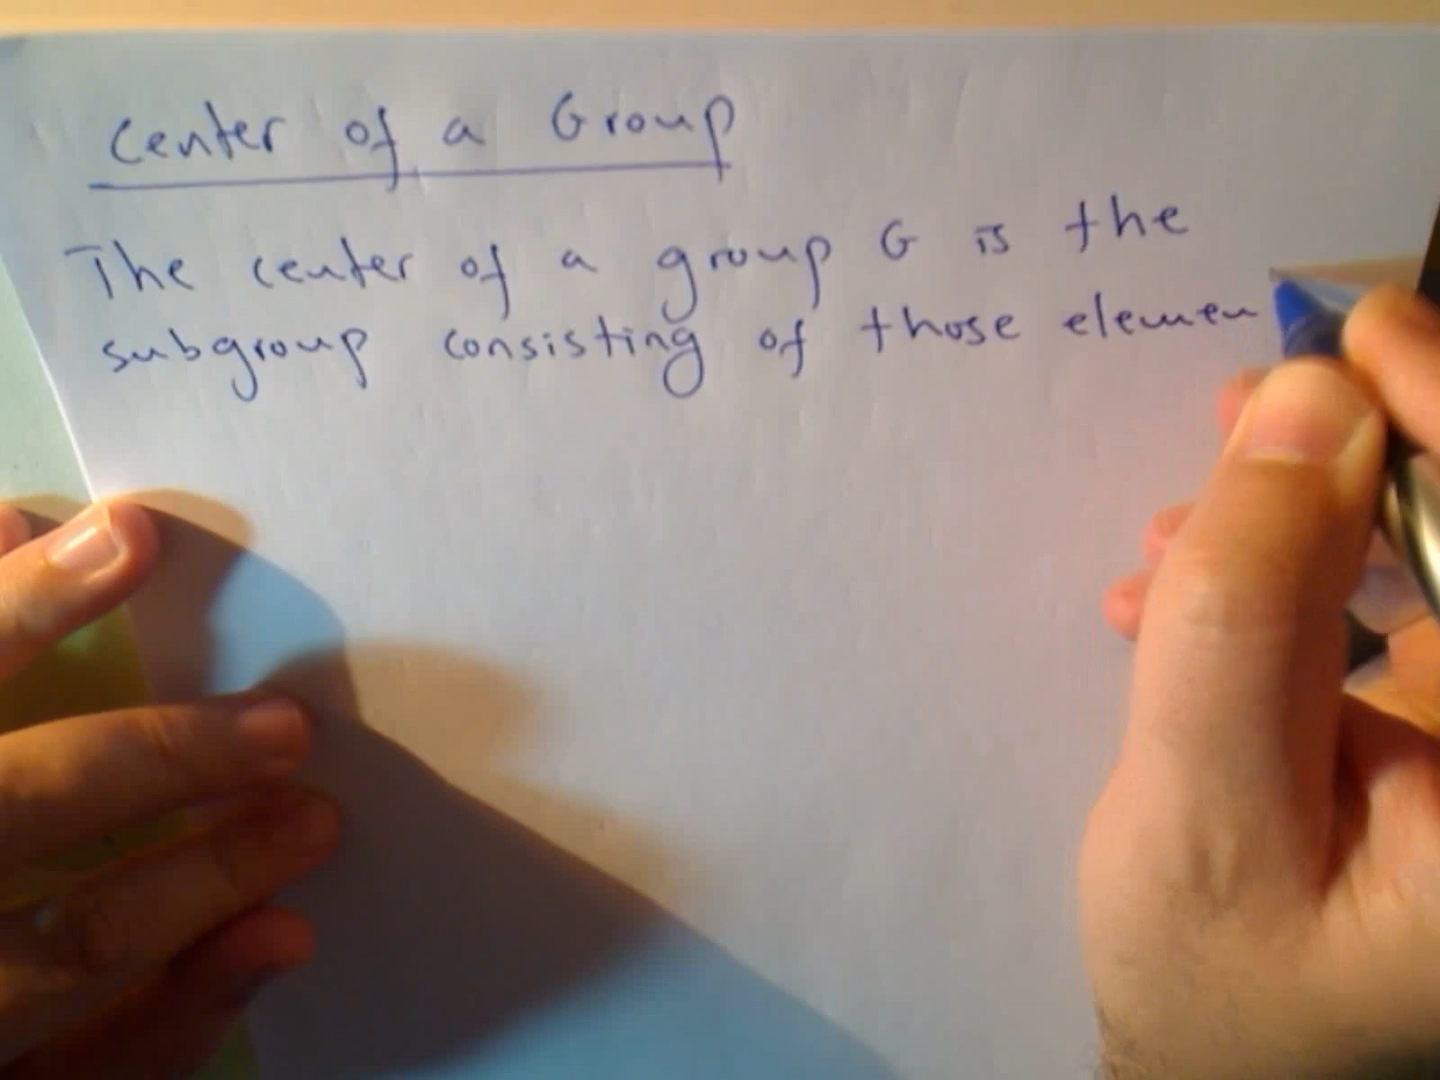 Center of a Group
The center of a group G is the
subgroup consisting of those elemen